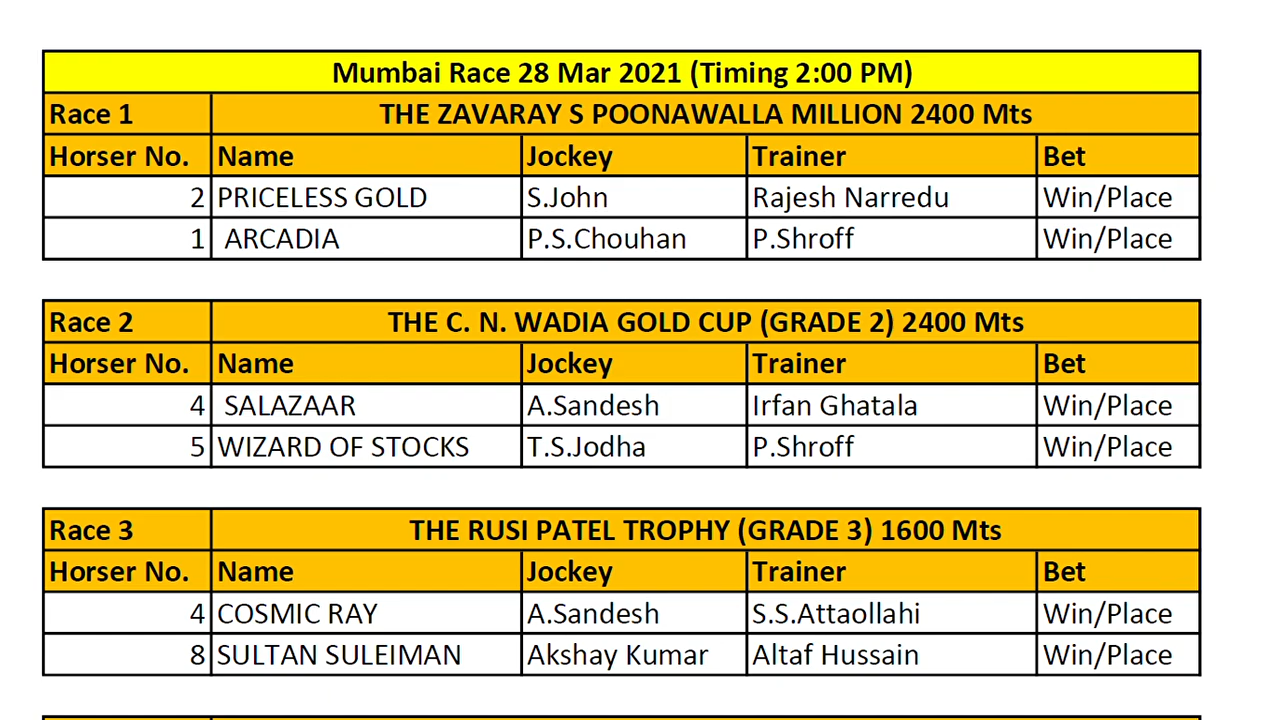 Mumbai Race 28 Mar 2021 (Timing 2:00 PM)
Race 1 THE ZAVARAY S POONAWALLA MILLION 2400 Mts
Horser No. Name Jockey Trainer Bet
2 PRICELESS GOLD S.John Rajesh Narredu Win/Place
1 ARCADIA P.S.Chouhan P.Shroff Win/Place
Race 2 THE C. N. WADIA GOLD CUP (GRADE 2) 2400 Mts
Horser No. Name Jockey Trainer Bet
4 SALAZAAR A.Sandesh Irfan Ghatala Win/Place
5 WIZARD OF STOCKS T.S.Jodha P.Shroff Win/Place
Race 3 THE RUSI PATEL TROPHY (GRADE 3) 1600 Mts
Horser No. Name Jockey Trainer Bet
4 COSMIC RAY A.Sandesh S.S.Attaollahi Win/Place
8 SULTAN SULEIMAN Akshay Kumar Altaf Hussain Win/Place